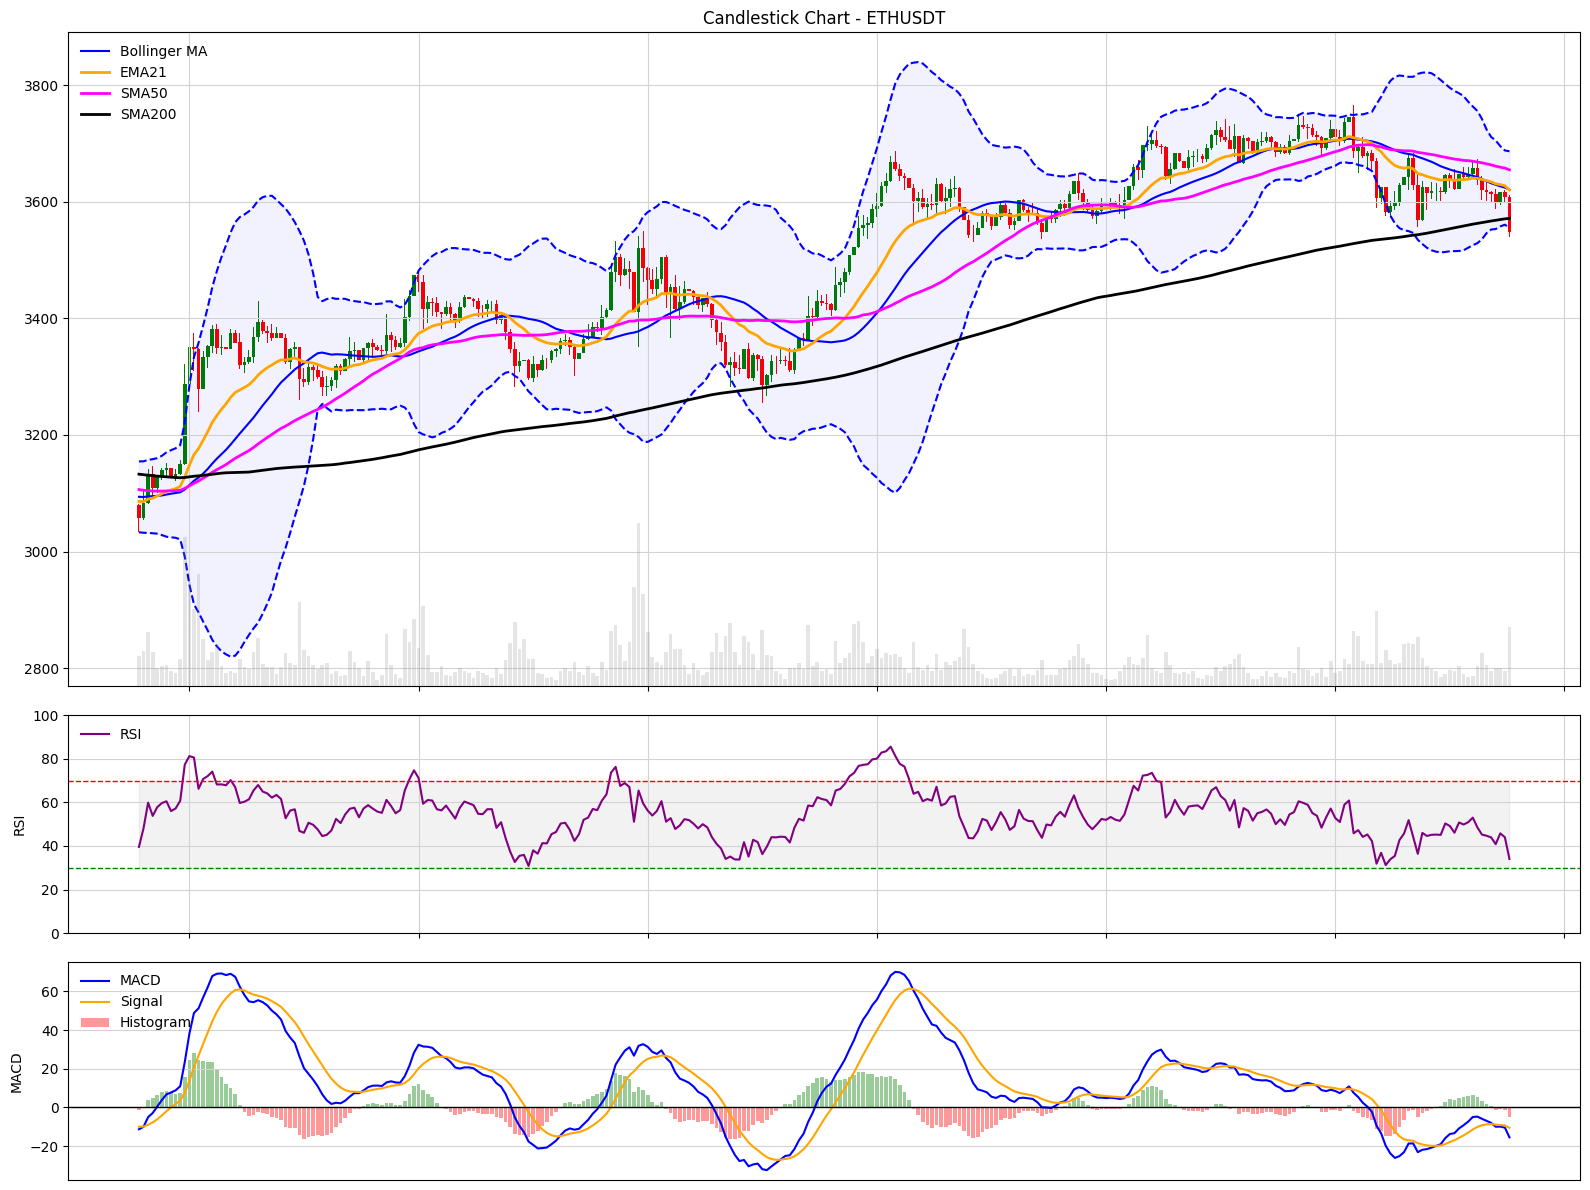 Candlestick Chart - ETHUSDT
Bollinger MA
EMA21
SMA50
SMA200
3800
3600
3400
3200
3000
2800
RSI
100
80
60
40
20
0
RSI
MACD
Signal
Histogram
60
40
20
0
−20
MACD